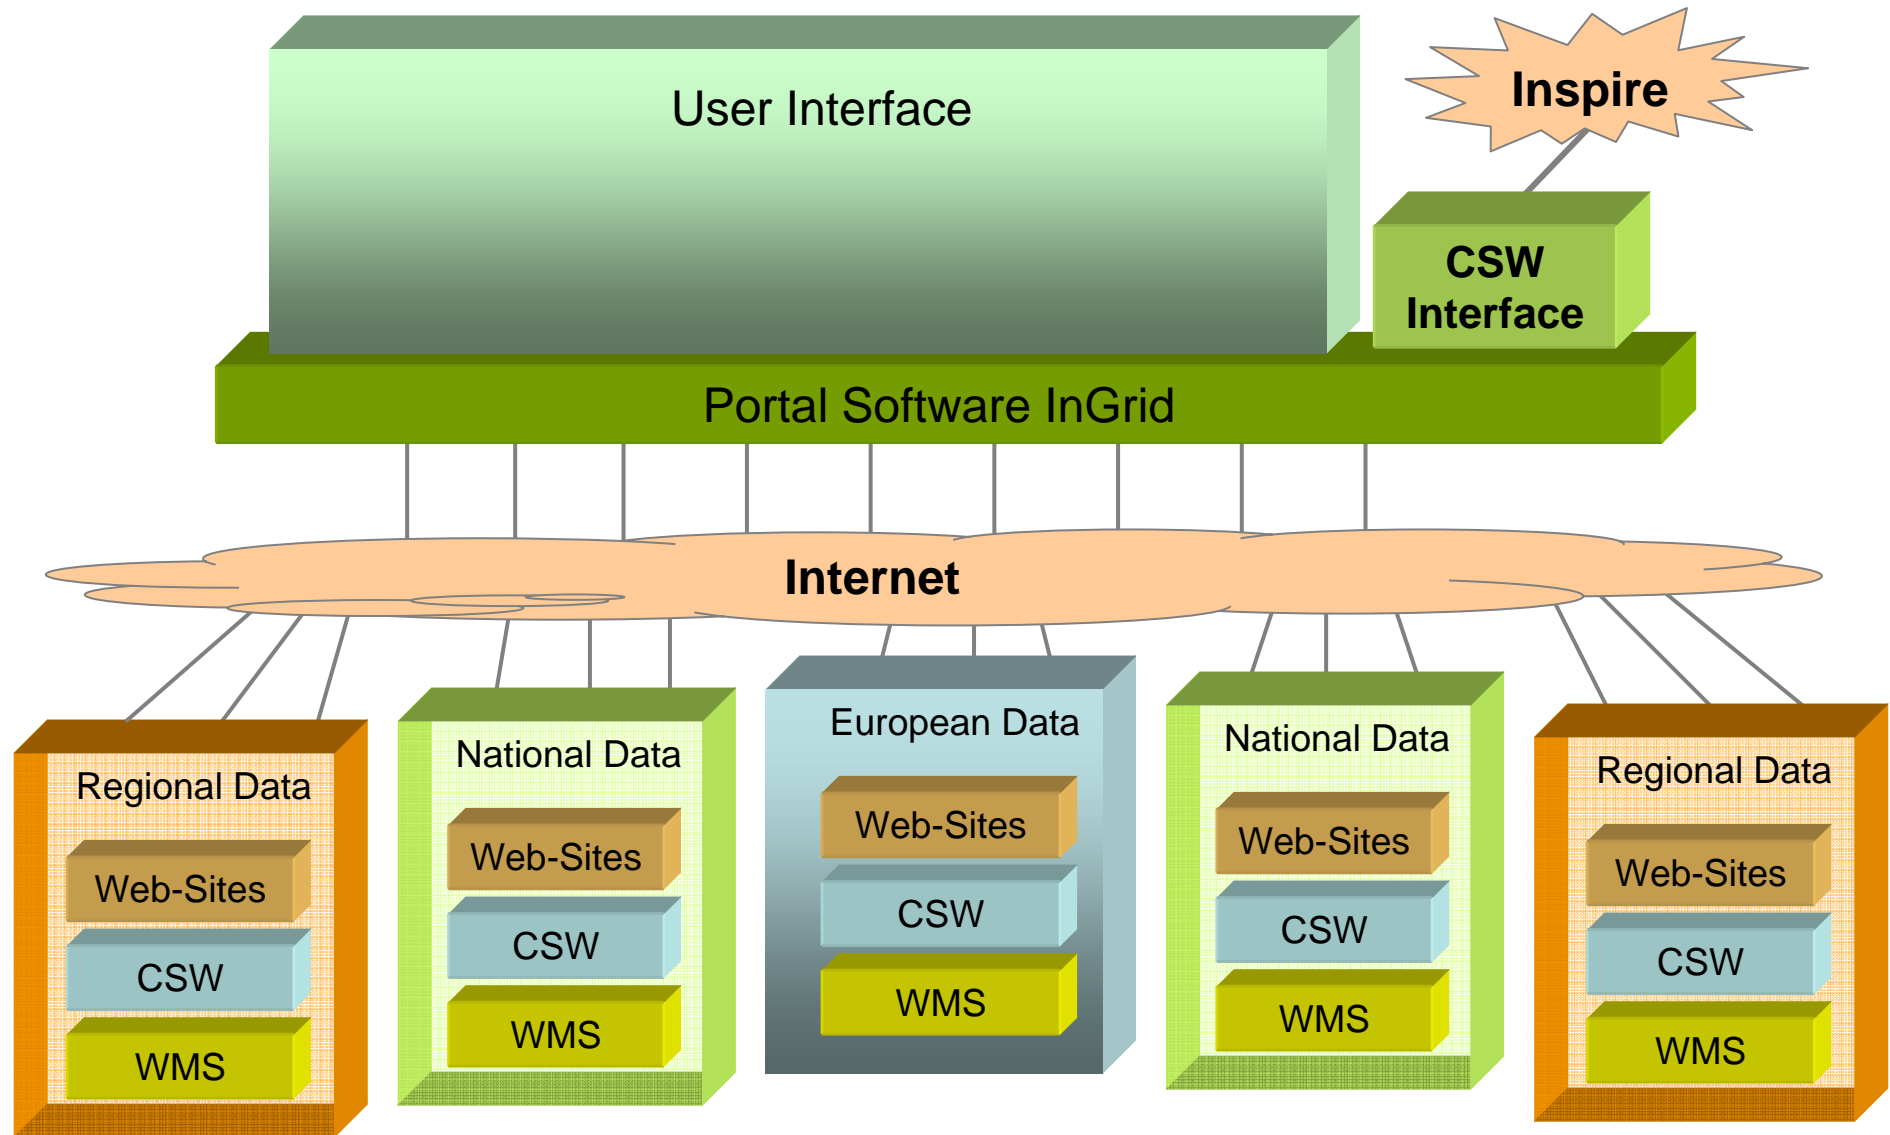 User Interface
Inspire
CSW
Interface
Portal Software InGrid
Internet
Regional Data
Web-Sites
CSW
WMS
National Data
Web-Sites
CSW
WMS
European Data
Web-Sites
CSW
WMS
National Data
Web-Sites
CSW
WMS
Regional Data
Web-Sites
CSW
WMS